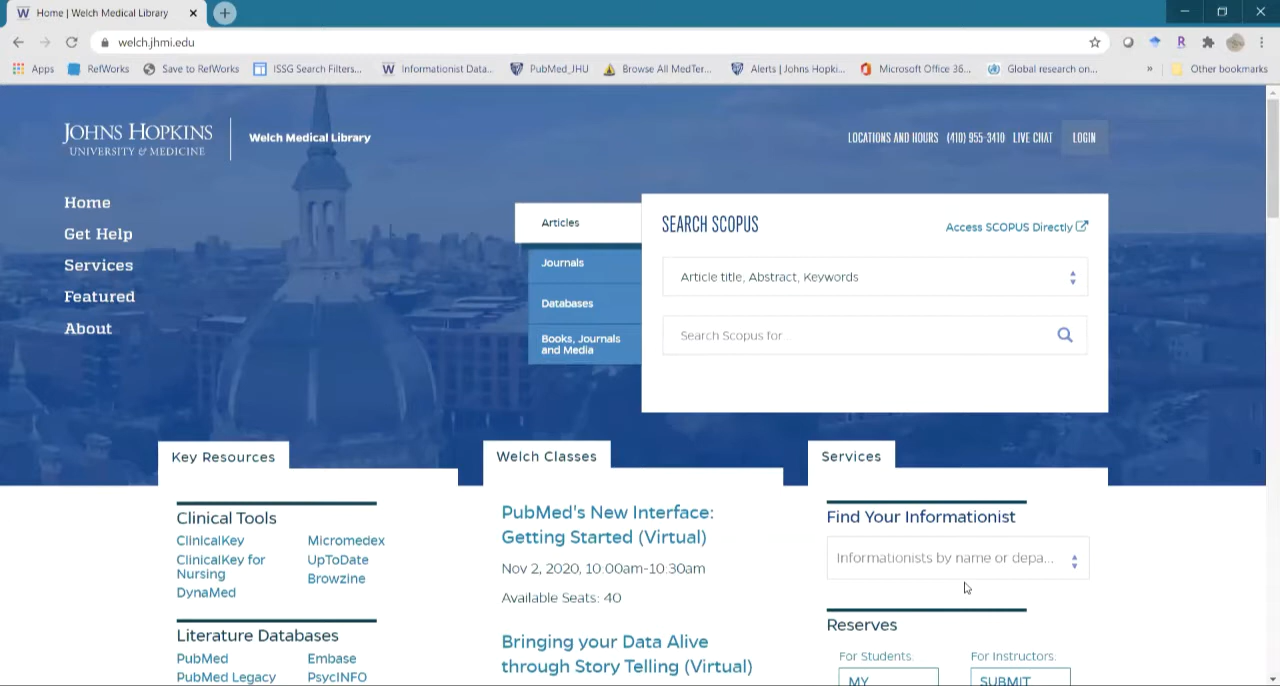 Home | Welch Medical Library
welch.jhmi.edu
Apps RefWorks Save to RefWorks ISSG Search Filters... Informationist Data... PubMed_JHU Browse All MedTer... Alerts | Johns Hopki... Microsoft Office 36... Global research on... » Other bookmarks
JOHNS HOPKINS
UNIVERSITY & MEDICINE
Welch Medical Library
LOCATIONS AND HOURS (410) 955-3410 LIVE CHAT LOGIN
Home
Get Help
Services
Featured
About
Articles
Journals
Databases
Books, Journals
and Media
SEARCH SCOPUS
Access SCOPUS Directly
Article title, Abstract, Keywords
Search Scopus for...
Key Resources
Clinical Tools
ClinicalKey
ClinicalKey for
Nursing
DynaMed
Micromedex
UpToDate
Browzine
Literature Databases
PubMed
PubMed Legacy
Embase
PsycINFO
Welch Classes
PubMed's New Interface:
Getting Started (Virtual)
Nov 2, 2020, 10:00am-10:30am
Available Seats: 40
Bringing your Data Alive
through Story Telling (Virtual)
Services
Find Your Informationist
Informationists by name or depa...
Reserves
For Students.
MY
For Instructors.
SUBMIT